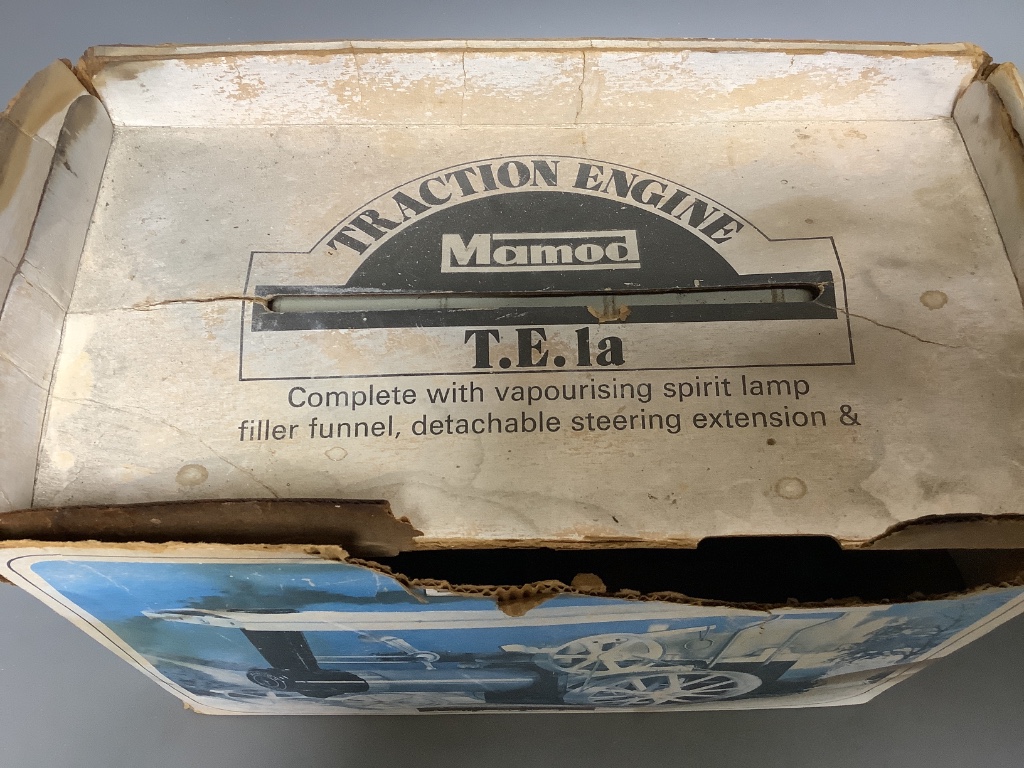 TRACTION ENGINE
Mamod
T.E.1a
Complete with vapourising spirit lamp
filler funnel, detachable steering extension &